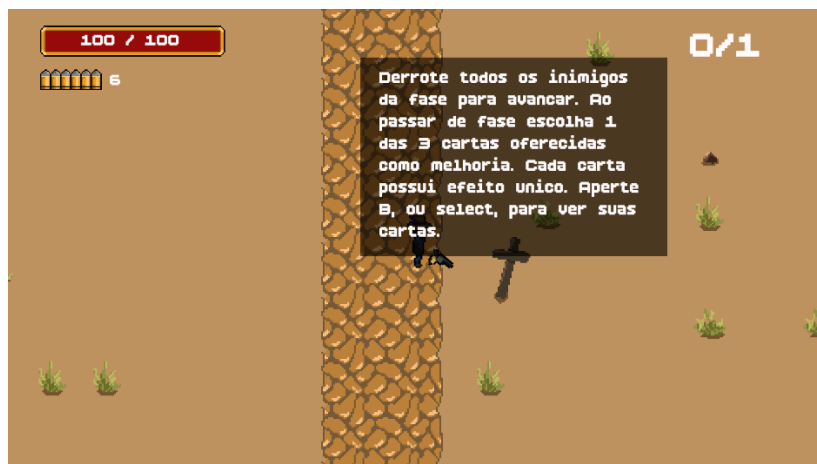 100 / 100
6
0/1
Derrote todos os inimigos
da fase para avancar. Ao
passar de fase escolha 1
das 3 cartas oferecidas
como melhoria. Cada carta
possui efeito unico. Aperte
B, ou select, para ver suas
cartas.